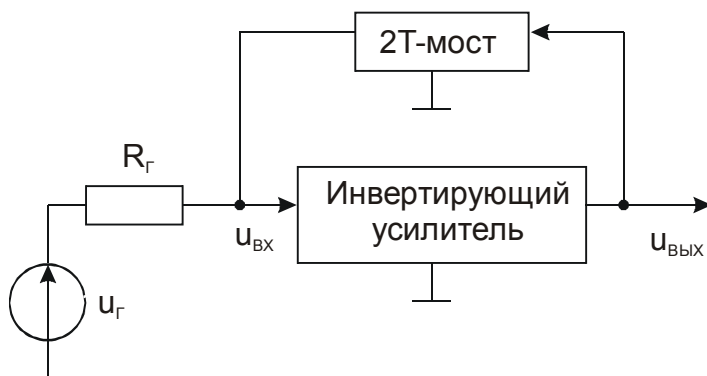 2Т-мост
Rг
Инвертирующий
усилитель
uвх
uвых
uг